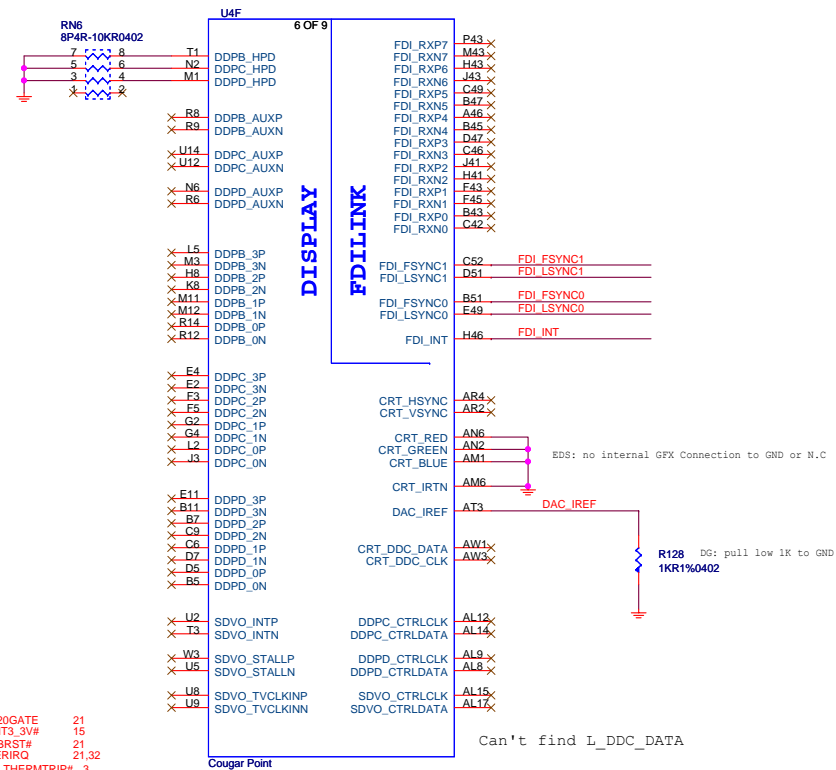 U4F
6 OF 9
RN6
8P4R-10KR0402
7 8 T1 DDPB_HPD
5 6 N2 DDPC_HPD
3 4 M1 DDPD_HPD
1 2
R8 DDPB_AUXP
R9 DDPB_AUXN
U14 DDPC_AUXP
U12 DDPC_AUXN
N6 DDPD_AUXP
R6 DDPD_AUXN
L5 DDPB_3P
M3 DDPB_3N
H8 DDPB_2P
K8 DDPB_2N
M11 DDPB_1P
M12 DDPB_1N
R14 DDPB_0P
R12 DDPB_0N
E4 DDPC_3P
E2 DDPC_3N
F3 DDPC_2P
F5 DDPC_2N
G2 DDPC_1P
G4 DDPC_1N
L2 DDPC_0P
J3 DDPC_0N
E11 DDPD_3P
B11 DDPD_3N
B7 DDPD_2P
C9 DDPD_2N
C6 DDPD_1P
D7 DDPD_1N
D5 DDPD_0P
B5 DDPD_0N
U2 SDVO_INTP
T3 SDVO_INTN
W3 SDVO_STALLP
U5 SDVO_STALLN
U8 SDVO_TVCLKINP
U9 SDVO_TVCLKINN
DISPLAY
FDILINK
FDI_RXP7 P43
FDI_RXN7 M43
FDI_RXP6 H43
FDI_RXN6 J43
FDI_RXP5 C49
FDI_RXN5 B47
FDI_RXP4 A46
FDI_RXN4 B45
FDI_RXP3 D47
FDI_RXN3 C46
FDI_RXP2 J41
FDI_RXN2 H41
FDI_RXP1 F43
FDI_RXN1 F45
FDI_RXP0 B43
FDI_RXN0 C42
FDI_FSYNC1 C52 FDI_FSYNC1
FDI_LSYNC1 D51 FDI_LSYNC1
FDI_FSYNC0 B51 FDI_FSYNC0
FDI_LSYNC0 E49 FDI_LSYNC0
FDI_INT H46 FDI_INT
CRT_HSYNC AR4
CRT_VSYNC AR2
CRT_RED AN6
CRT_GREEN AN2
CRT_BLUE AM1
EDS: no internal GFX Connection to GND or N.C
CRT_IRTN AM6
DAC_IREF AT3 DAC_IREF
CRT_DDC_DATA AW1
CRT_DDC_CLK AW3
R128 DG: pull low 1K to GND
1KR1%0402
DDPC_CTRLCLK AL12
DDPC_CTRLDATA AL14
DDPD_CTRLCLK AL9
DDPD_CTRLDATA AL8
SDVO_CTRLCLK AL15
SDVO_CTRLDATA AL17
Can't find L_DDC_DATA
Cougar Point
20GATE 21
15
21
21,32
THERMTRIP# 3